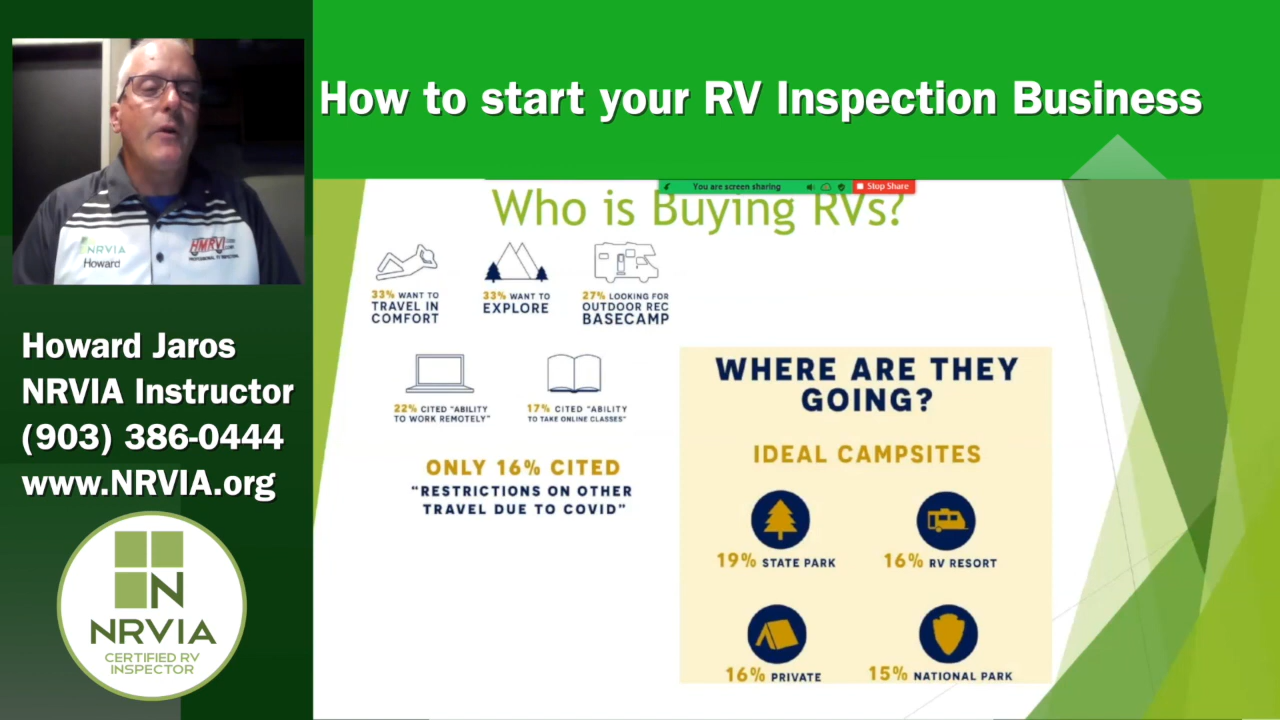 How to start your RV Inspection Business
NRVIA
Howard
HMRVI
Howard Jaros
NRVIA Instructor
(903) 386-0444
www.NRVIA.org
N
NRVIA
CERTIFIED RV
INSPECTOR
You are screen sharing
Stop Share
Who is Buying RVs?
33% WANT TO
TRAVEL IN
COMFORT
33% WANT TO
EXPLORE
27% LOOKING FOR
OUTDOOR REC
BASECAMP
22% CITED "ABILITY
TO WORK REMOTELY"
17% CITED "ABILITY
TO TAKE ONLINE CLASSES"
ONLY 16% CITED
"RESTRICTIONS ON OTHER
TRAVEL DUE TO COVID"
WHERE ARE THEY
GOING?
IDEAL CAMPSITES
19% STATE PARK
16% RV RESORT
16% PRIVATE
15% NATIONAL PARK